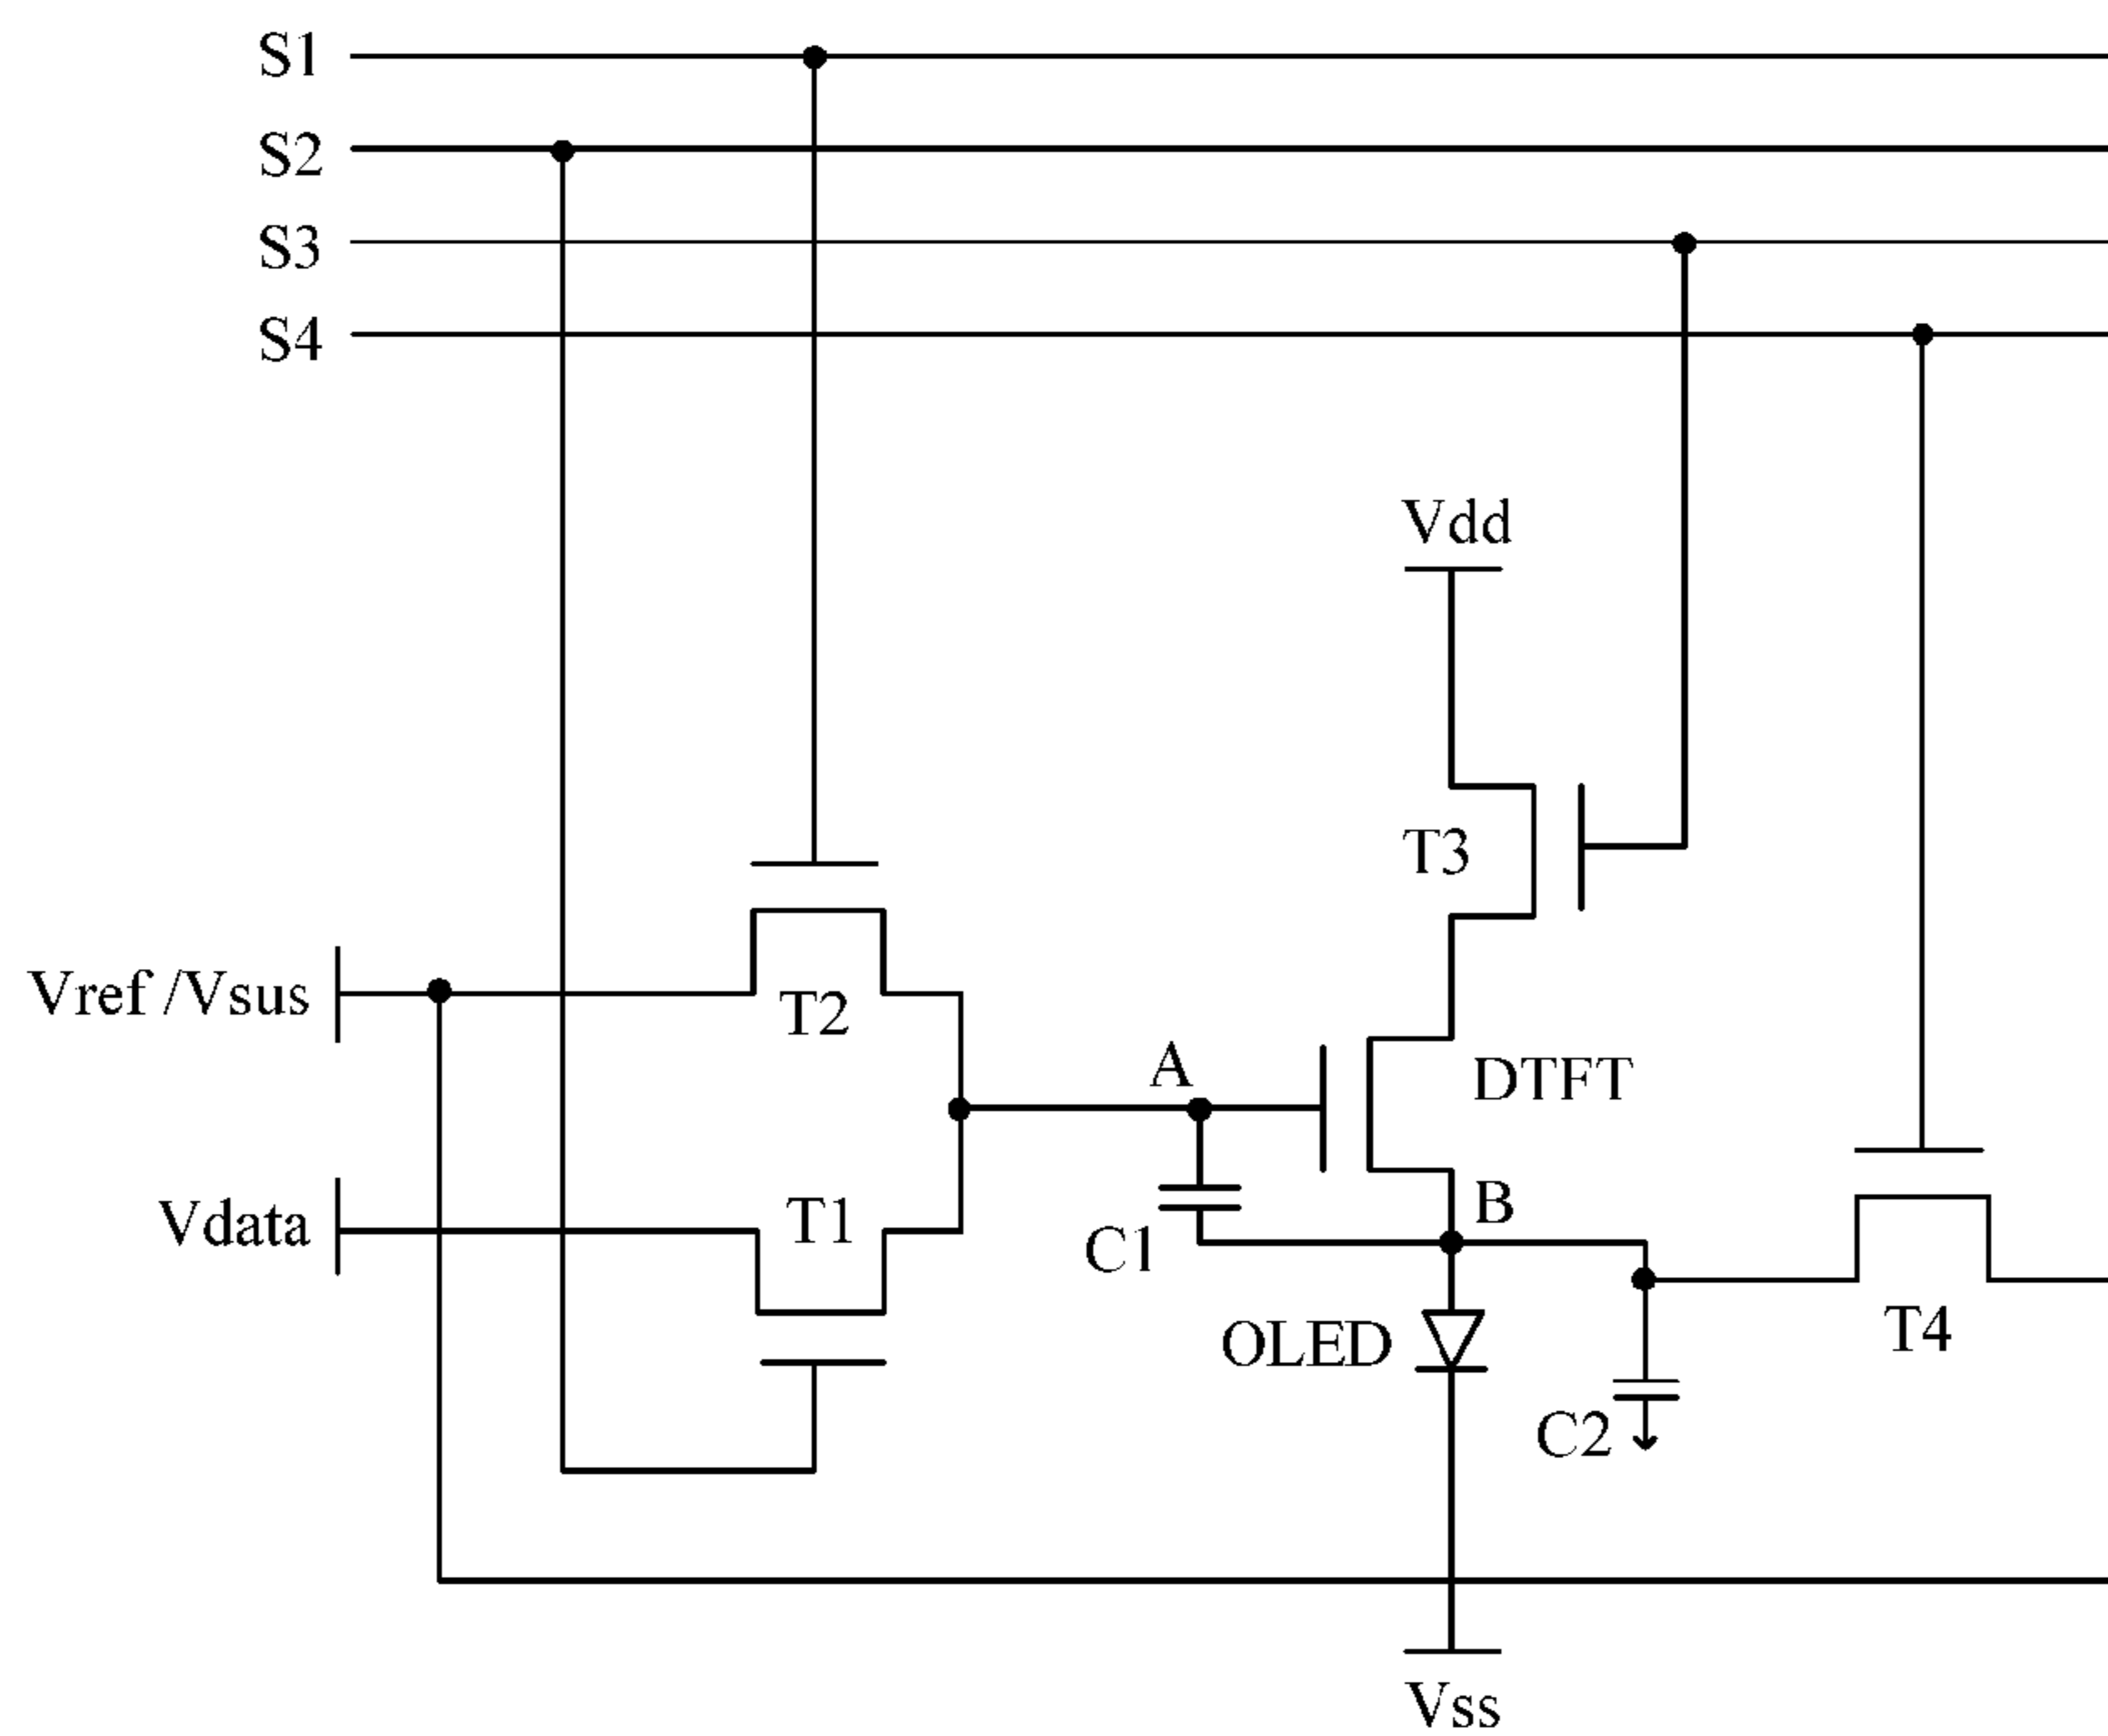 S1
S2
S3
S4
Vdd
T3
Vref /Vsus
T2
A
DTFT
Vdata
T1
B
C1
OLED
T4
C2
Vss